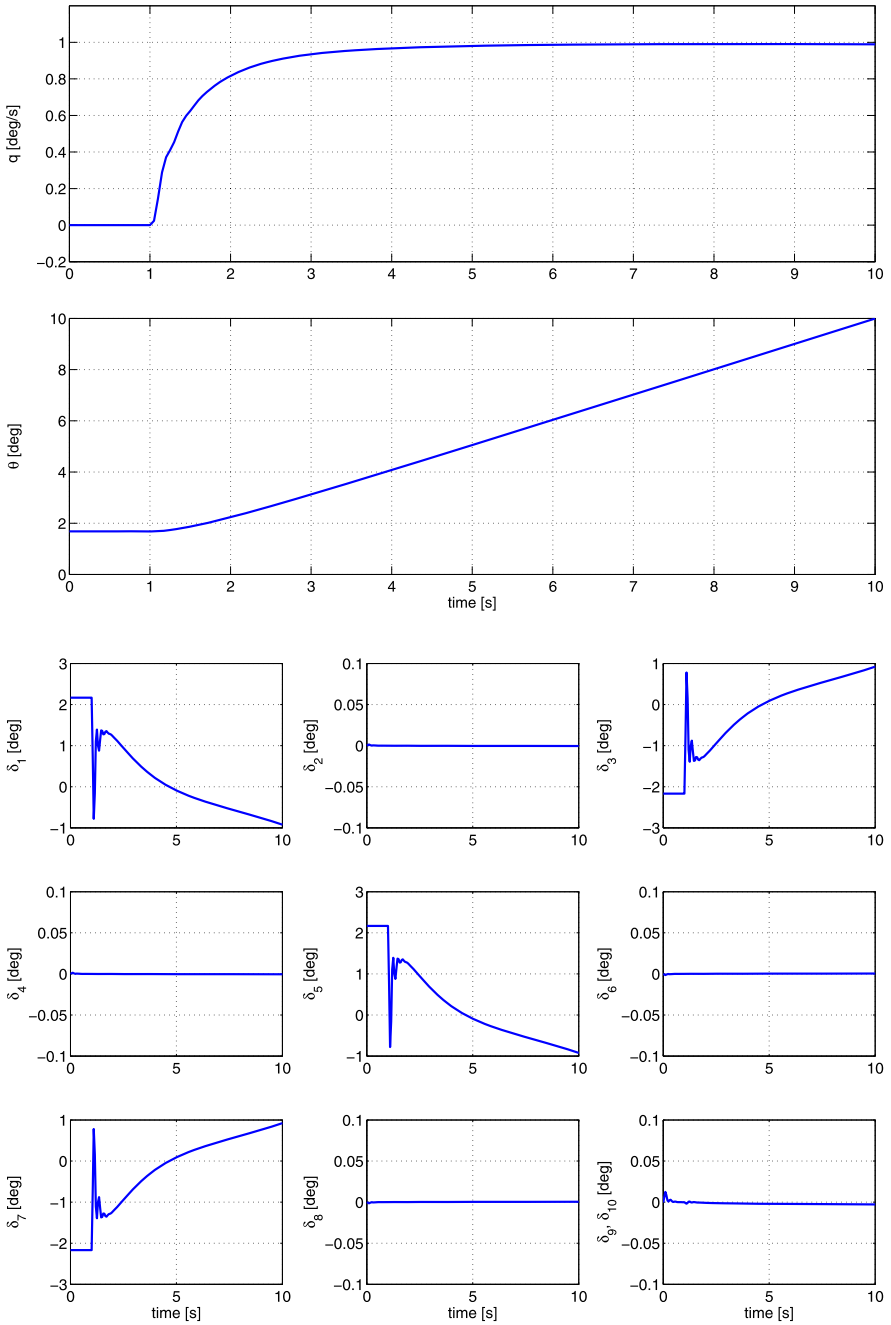 q [deg/s]
1
0.8
0.6
0.4
0.2
0
−0.2
0 1 2 3 4 5 6 7 8 9 10
θ [deg]
10
8
6
4
2
0
0 1 2 3 4 5 6 7 8 9 10
time [s]
δ1 [deg]
3
2
1
0
−1
0 5 10
δ2 [deg]
0.1
0.05
0
−0.05
−0.1
0 5 10
δ3 [deg]
1
0
−1
−2
−3
0 5 10
δ4 [deg]
0.1
0.05
0
−0.05
−0.1
0 5 10
δ5 [deg]
3
2
1
0
−1
0 5 10
δ6 [deg]
0.1
0.05
0
−0.05
−0.1
0 5 10
δ7 [deg]
1
0
−1
−2
−3
0 5 10
time [s]
δ8 [deg]
0.1
0.05
0
−0.05
−0.1
0 5 10
time [s]
δ9, δ10 [deg]
0.1
0.05
0
−0.05
−0.1
0 5 10
time [s]